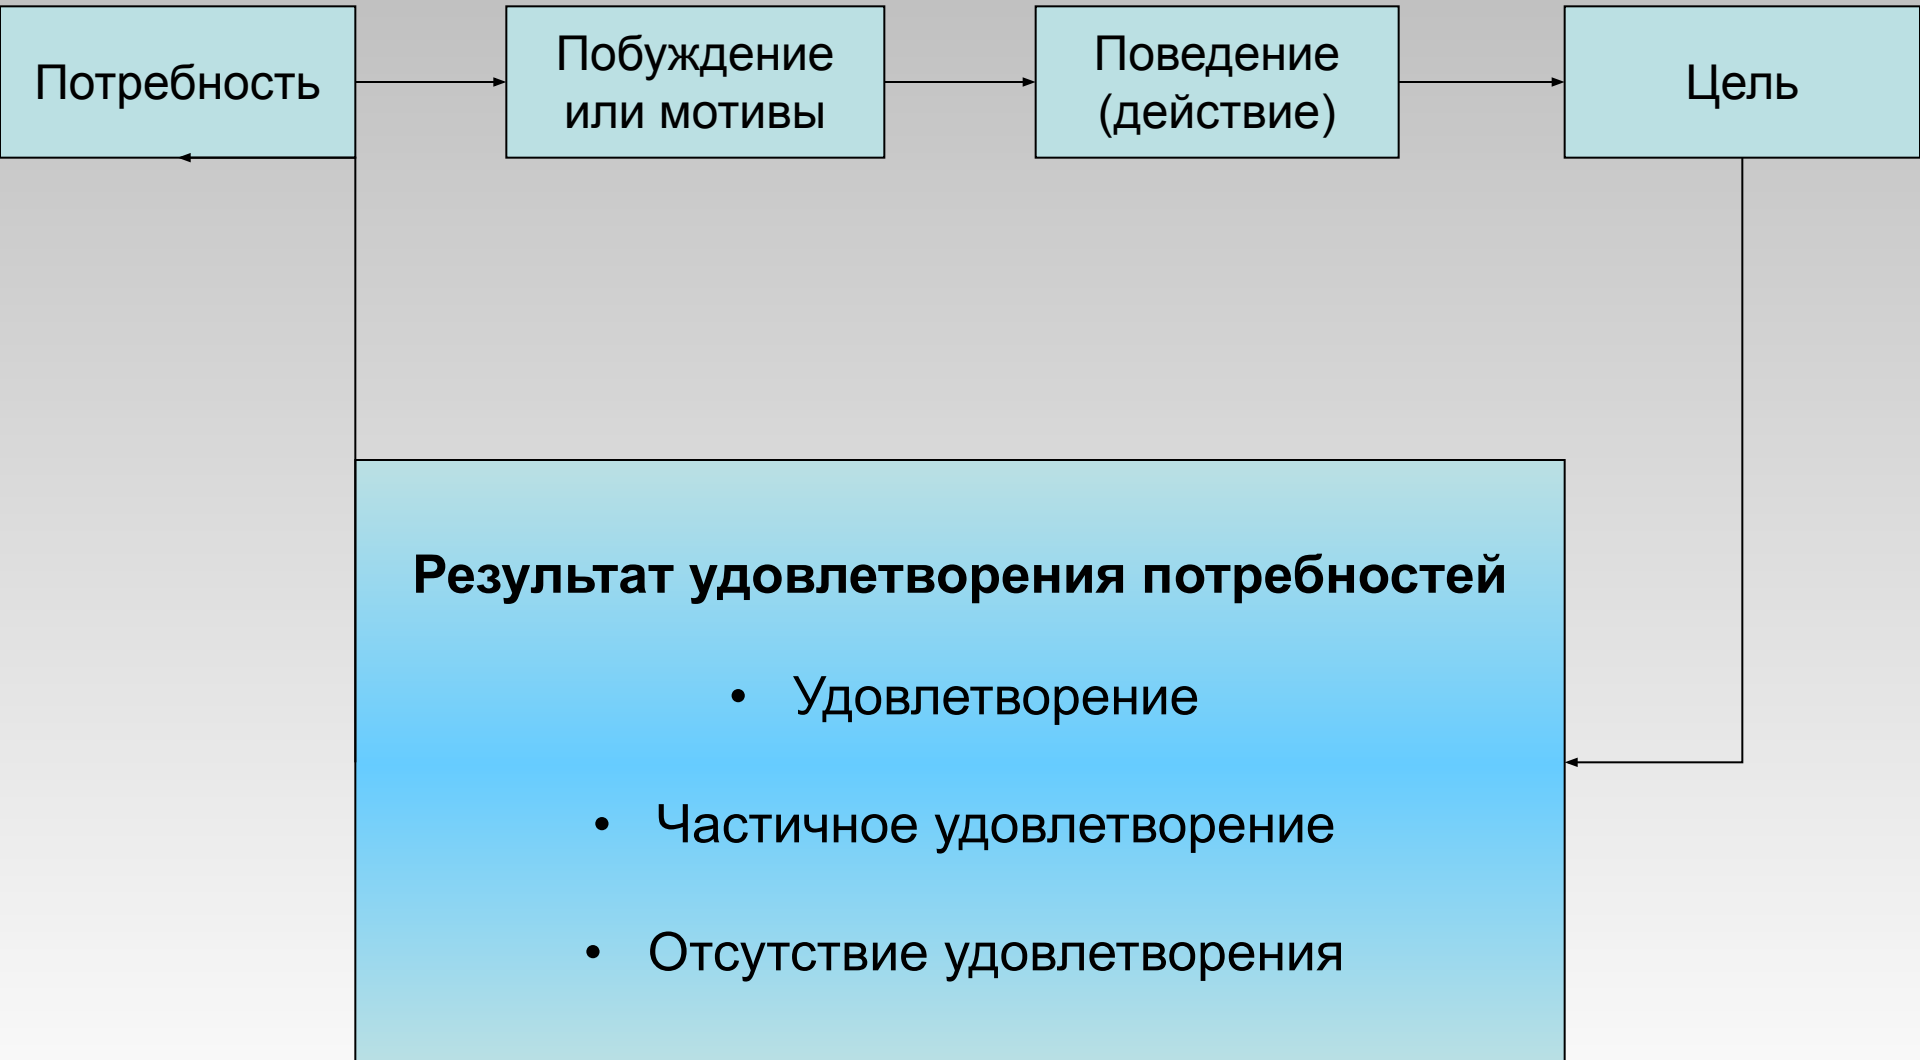 Потребность
Побуждение
или мотивы
Поведение
(действие)
Цель
Результат удовлетворения потребностей
• Удовлетворение
• Частичное удовлетворение
• Отсутствие удовлетворения